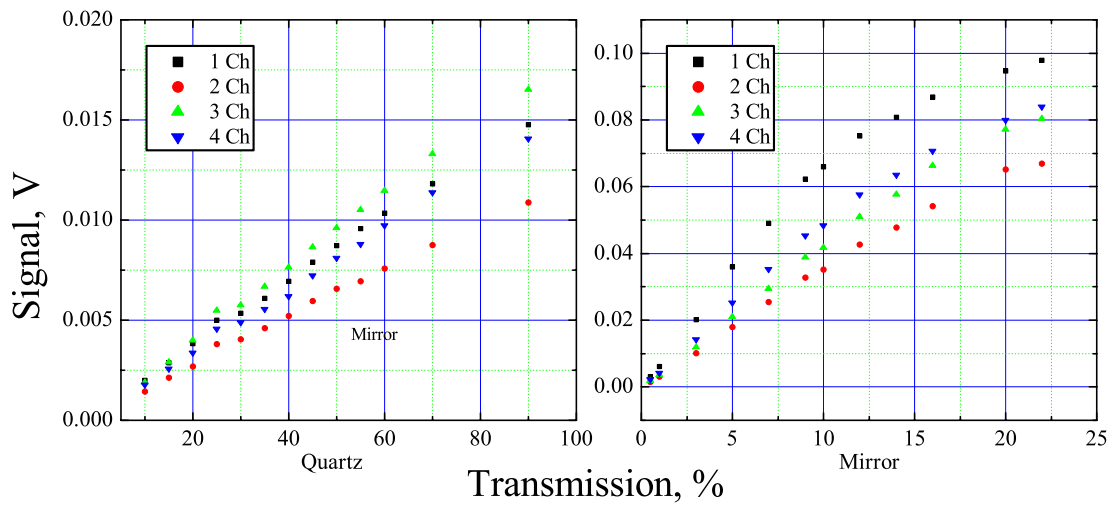 0.020
0.015
0.010
0.005
0.000
Signal, V
1 Ch
2 Ch
3 Ch
4 Ch
Mirror
20 40 60 80 100
Quartz
0.10
0.08
0.06
0.04
0.02
0.00
1 Ch
2 Ch
3 Ch
4 Ch
0 5 10 15 20 25
Mirror
Transmission, %